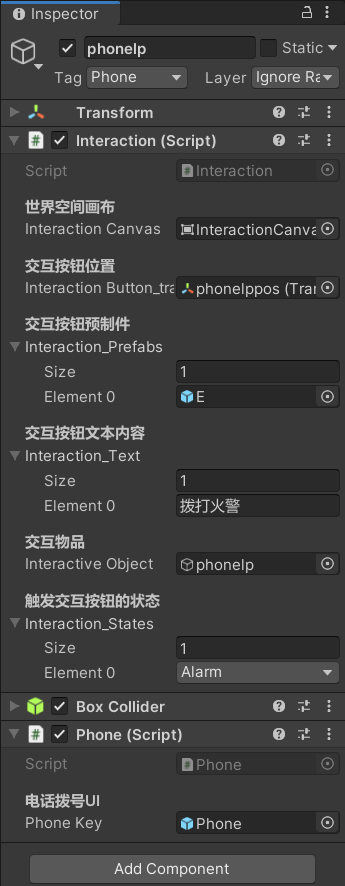 Inspector
phonelp Static
Tag Phone Layer Ignore Ra
Transform
# Interaction (Script)
Script # Interaction
世界空间画布
Interaction Canvas InteractionCanva
交互按钮位置
Interaction Button_tra phonelppos (Tran
交互按钮预制件
Interaction_Prefabs
Size 1
Element 0 E
交互按钮文本内容
Interaction_Text
Size 1
Element 0 拨打火警
交互物品
Interactive Object phonelp
触发交互按钮的状态
Interaction_States
Size 1
Element 0 Alarm
Box Collider
# Phone (Script)
Script # Phone
电话拨号UI
Phone Key Phone
Add Component